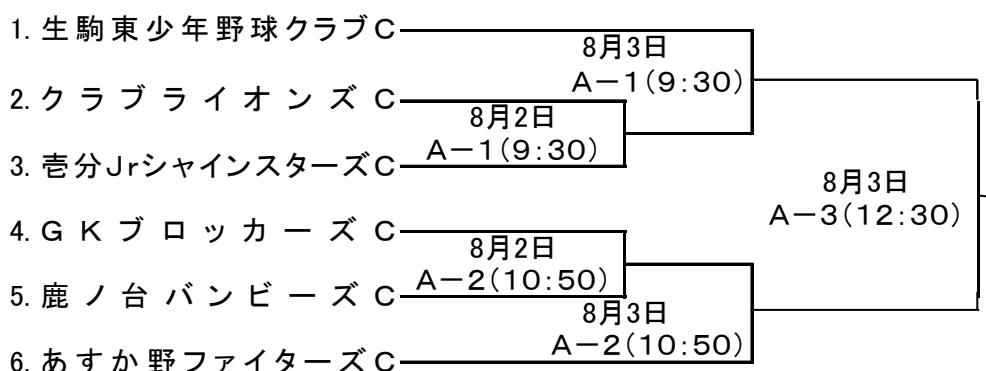 1. 生駒東少年野球クラブC
8月3日
A－1(9:30)
2. クラブライオンズ C
8月2日
A－1(9:30)
3. 壱分Jrシャインスターズ C
8月3日
A－3(12:30)
4. GKブロッカーズ C
8月2日
A－2(10:50)
5. 鹿ノ台バンビーズ C
8月3日
A－2(10:50)
6. あすか野ファイターズC